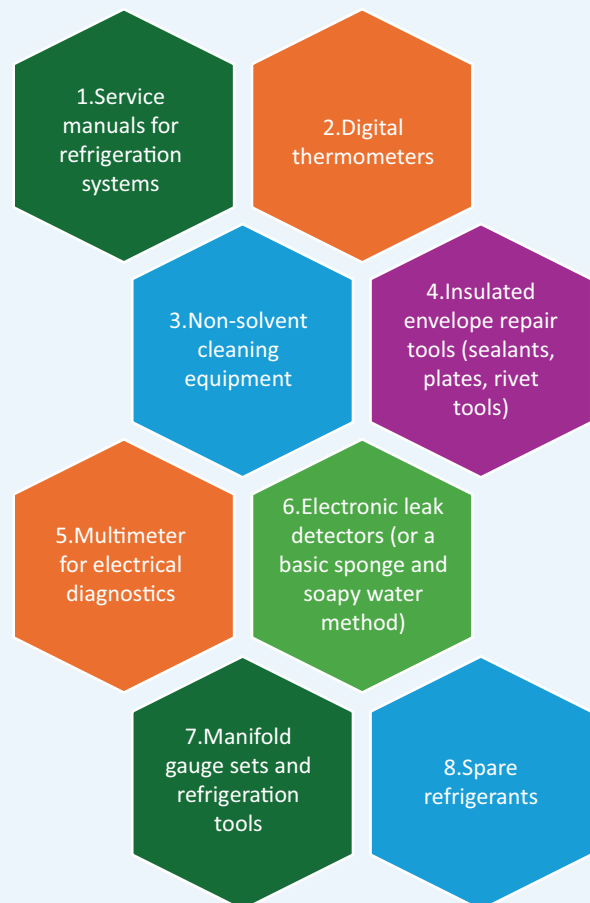 1.Service
manuals for
refrigeration
systems
2.Digital
thermometers
3.Non-solvent
cleaning
equipment
4.Insulated
envelope repair
tools (sealants,
plates, rivet
tools)
5.Multimeter
for electrical
diagnostics
6.Electronic leak
detectors (or a
basic sponge and
soapy water
method)
7.Manifold
gauge sets and
refrigeration
tools
8.Spare
refrigerants